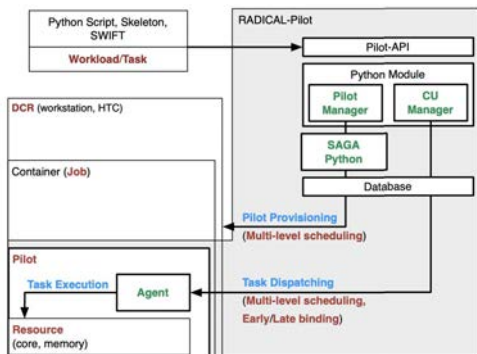 Python Script, Skeleton,
SWIFT
Workload/Task
RADICAL-Pilot
Pilot-API
Python Module
Pilot
Manager
CU
Manager
SAGA
Python
Database
DCR (workstation, HTC)
Container (Job)
Pilot Provisioning
(Multi-level scheduling)
Pilot
Task Execution
Agent
Task Dispatching
(Multi-level scheduling,
Early/Late binding)
Resource
(core, memory)